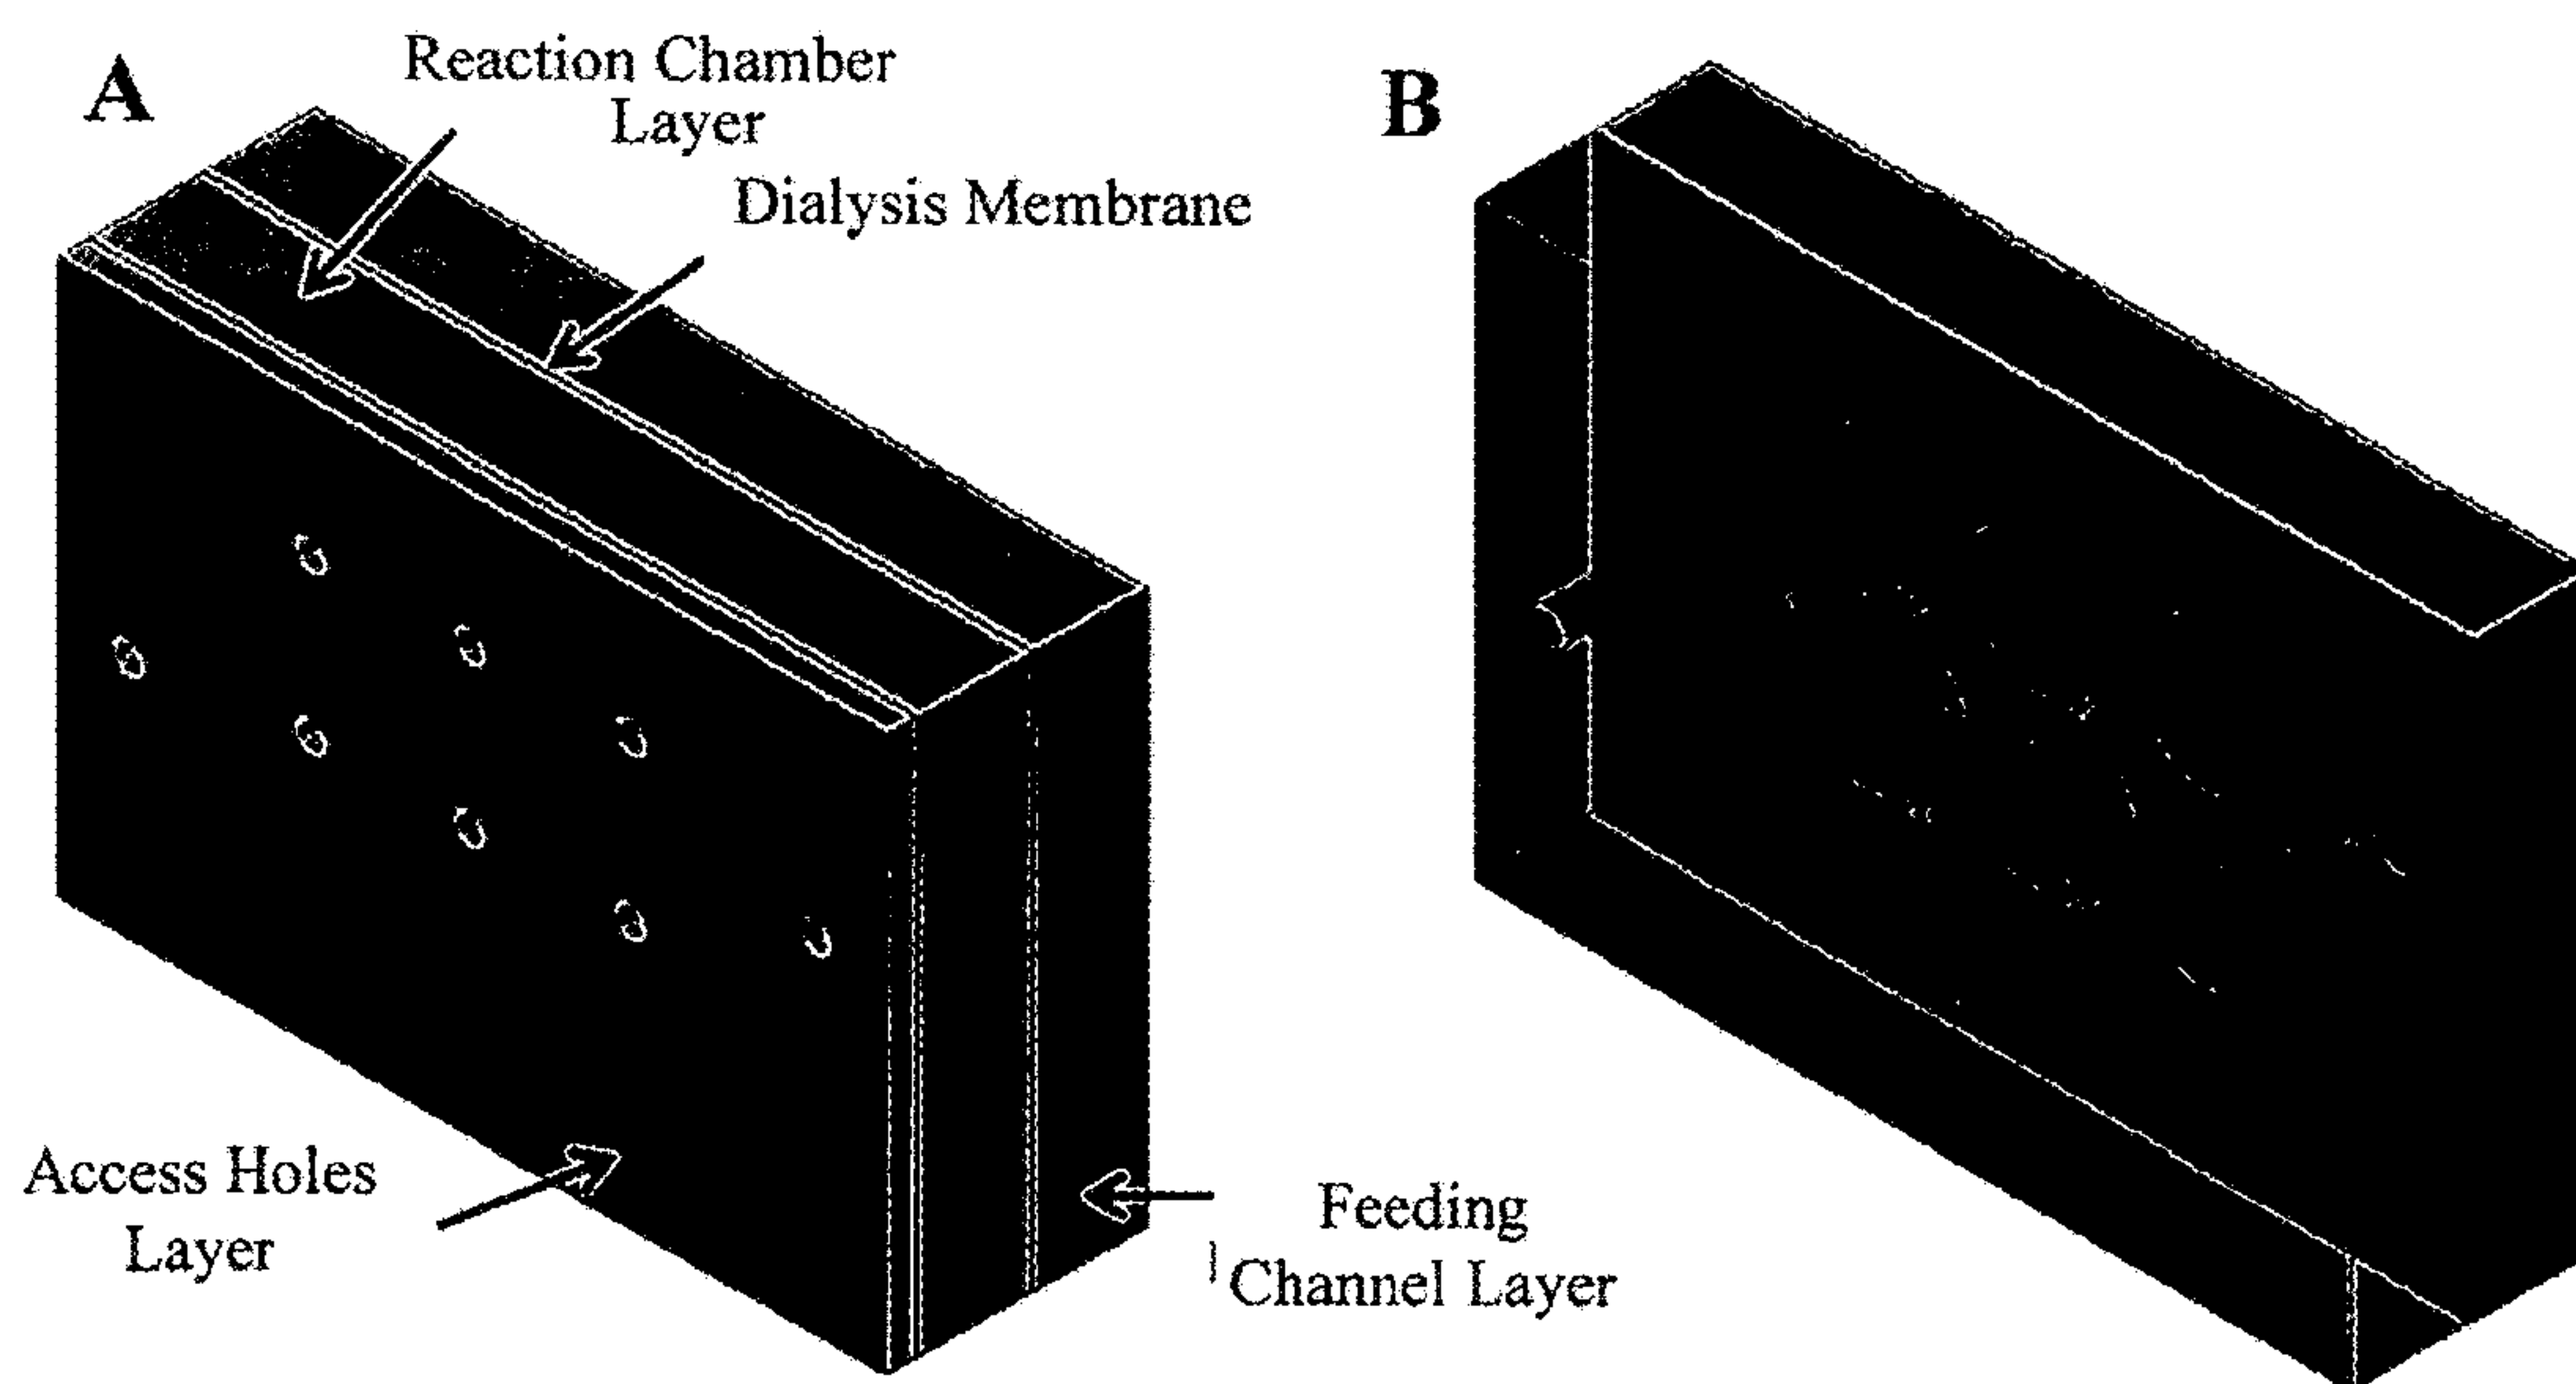 A
Reaction Chamber
Layer
Dialysis Membrane
B
Access Holes
Layer
Feeding
Channel Layer